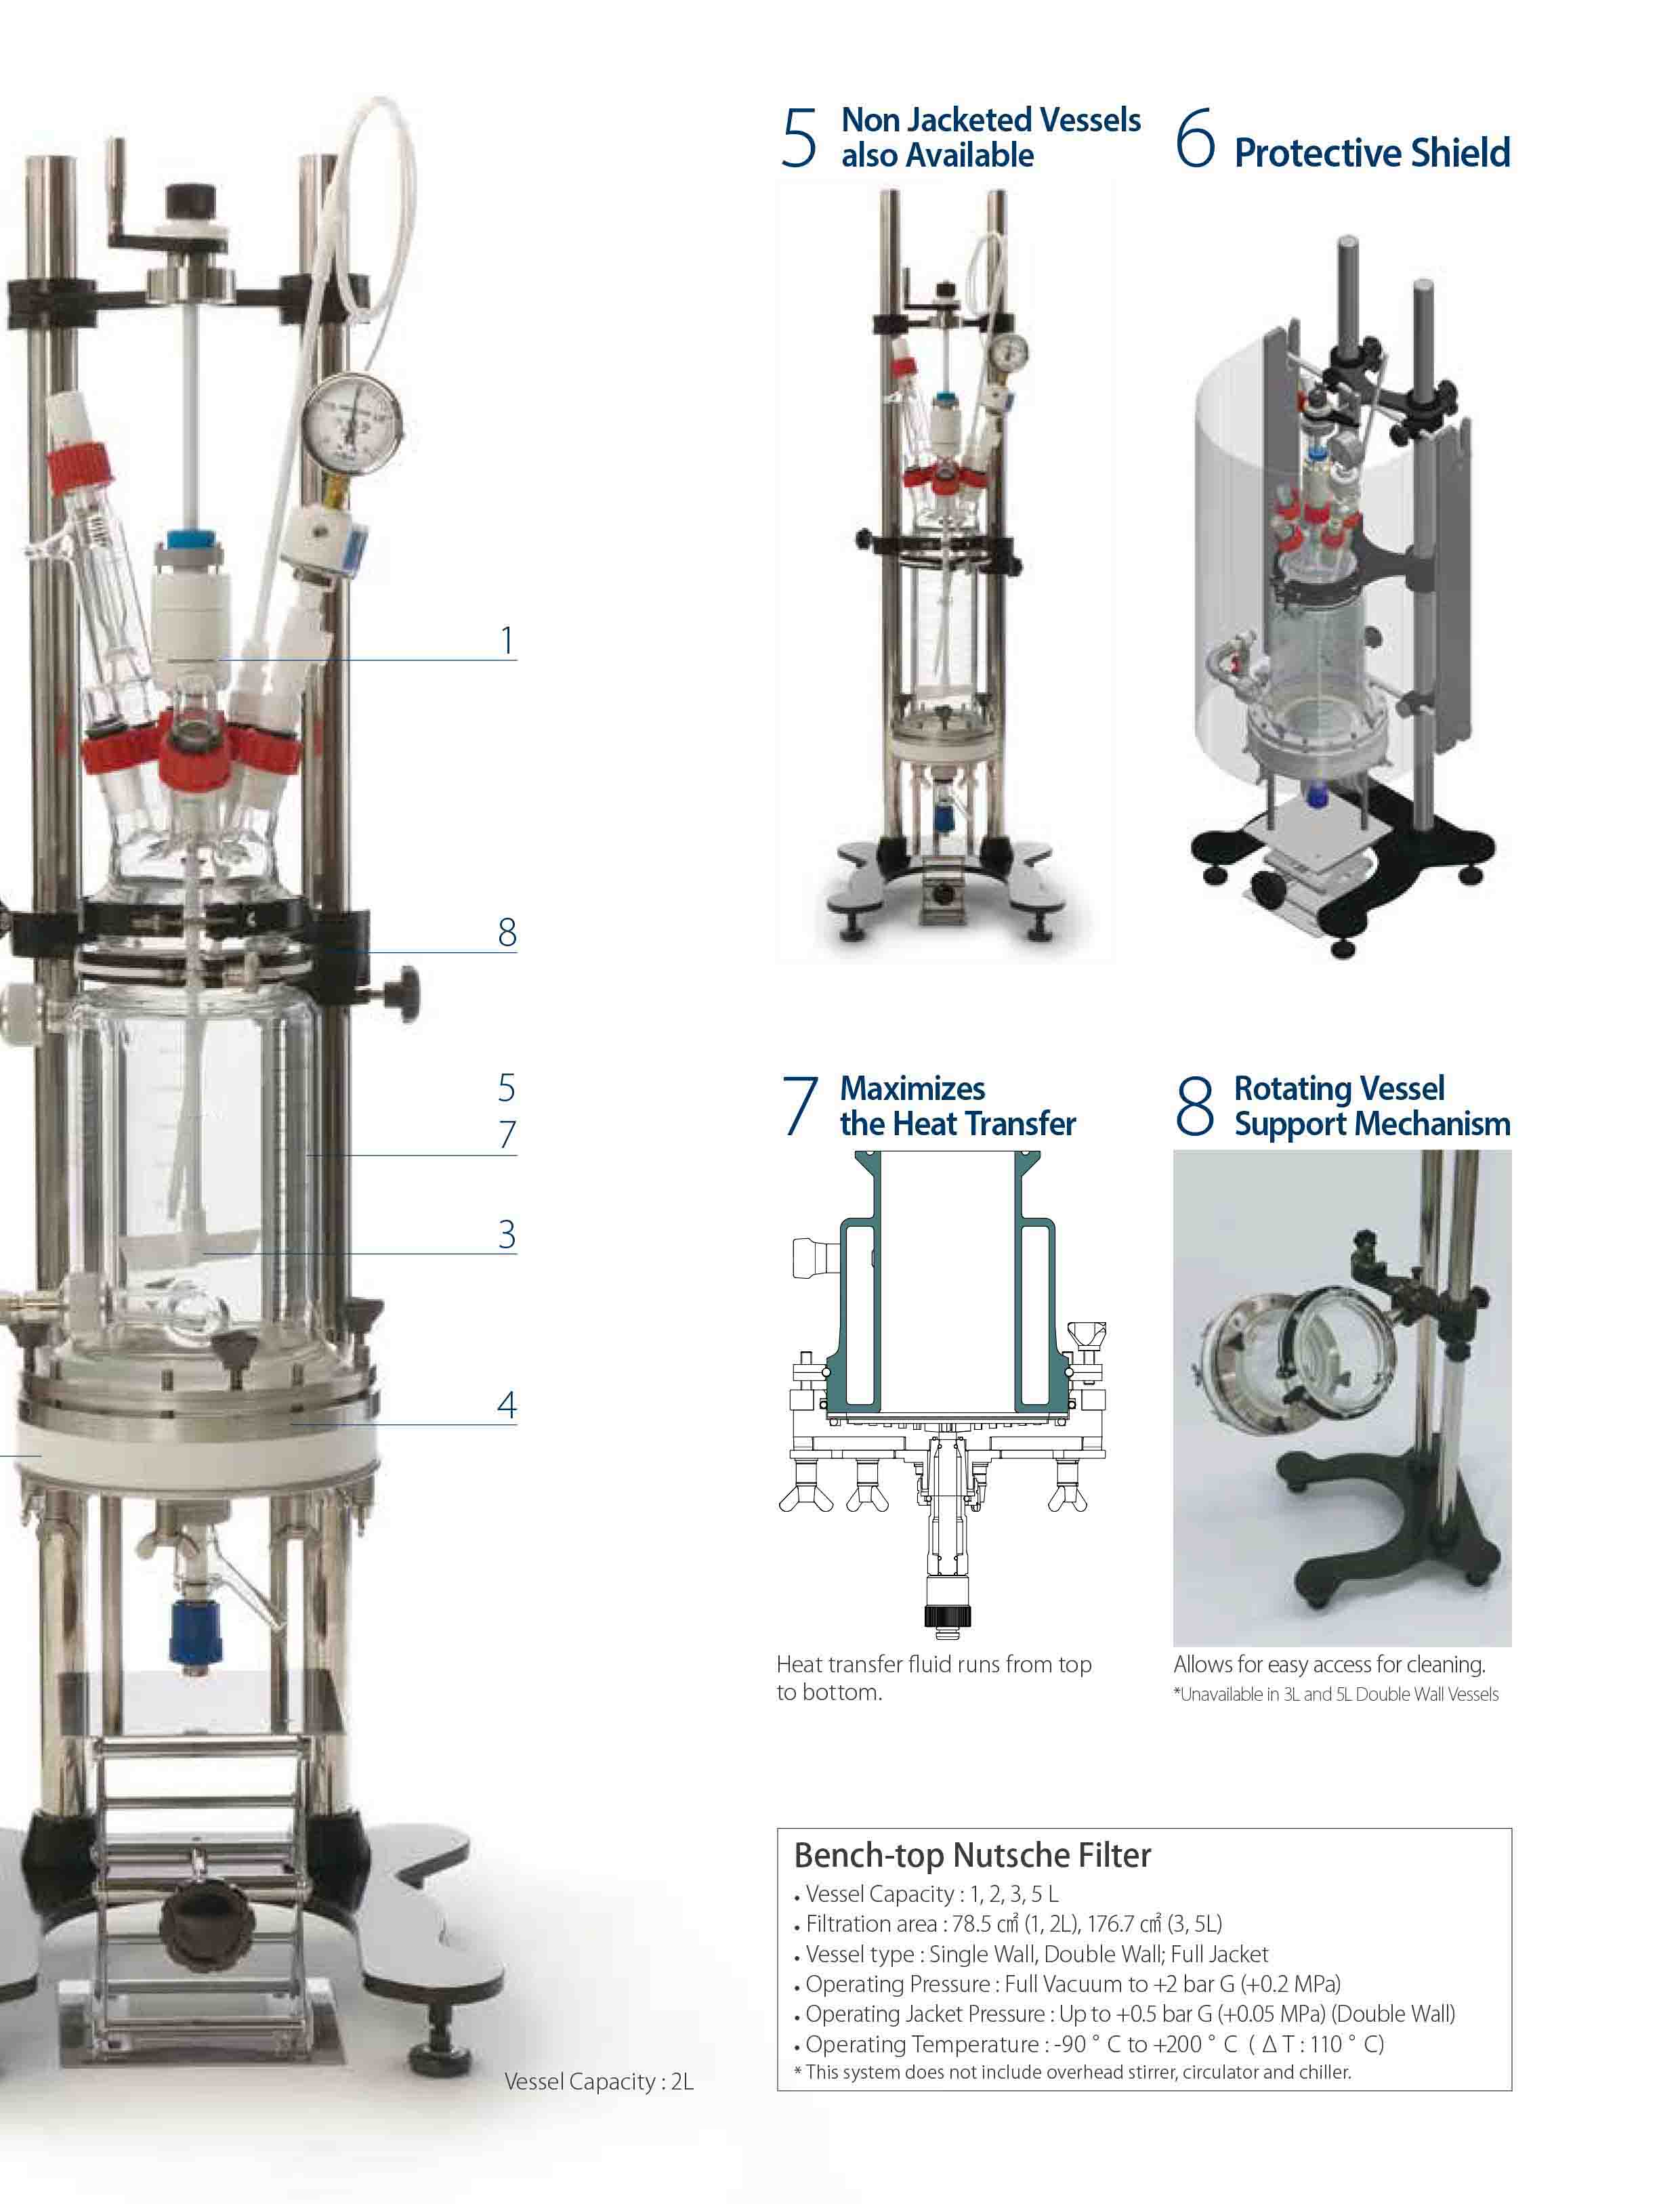 5 Non Jacketed Vessels
also Available
6 Protective Shield
1
8
5
7
3
4
7 Maximizes
the Heat Transfer
8 Rotating Vessel
Support Mechanism
Heat transfer fluid runs from top
to bottom.
Allows for easy access for cleaning.
*Unavailable in 3L and 5L Double Wall Vessels
Bench-top Nutsche Filter
• Vessel Capacity : 1, 2, 3, 5 L
• Filtration area : 78.5 ㎠ (1, 2L), 176.7 ㎠ (3, 5L)
• Vessel type : Single Wall, Double Wall; Full Jacket
• Operating Pressure : Full Vacuum to +2 bar G (+0.2 MPa)
• Operating Jacket Pressure : Up to +0.5 bar G (+0.05 MPa) (Double Wall)
• Operating Temperature : -90 ° C to +200 ° C ( Δ T : 110 ° C)
* This system does not include overhead stirrer, circulator and chiller.
Vessel Capacity : 2L